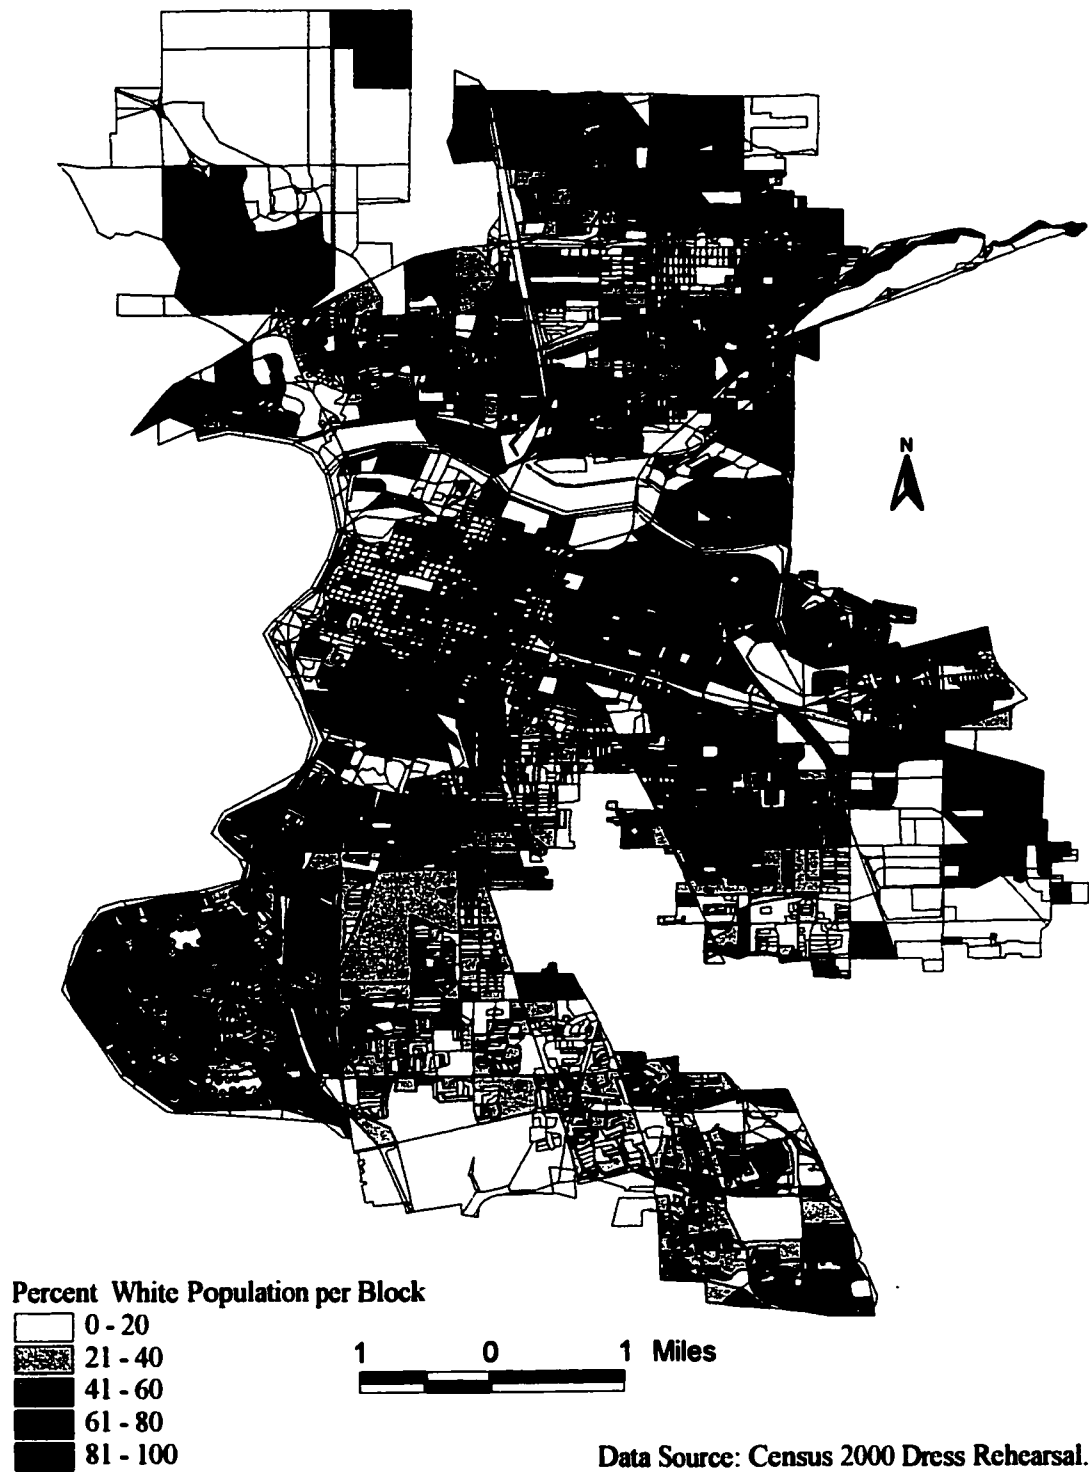 N
Percent White Population per Block
0 - 20
21 - 40
41 - 60
61 - 80
81 - 100
1 0 1 Miles
Data Source: Census 2000 Dress Rehearsal.